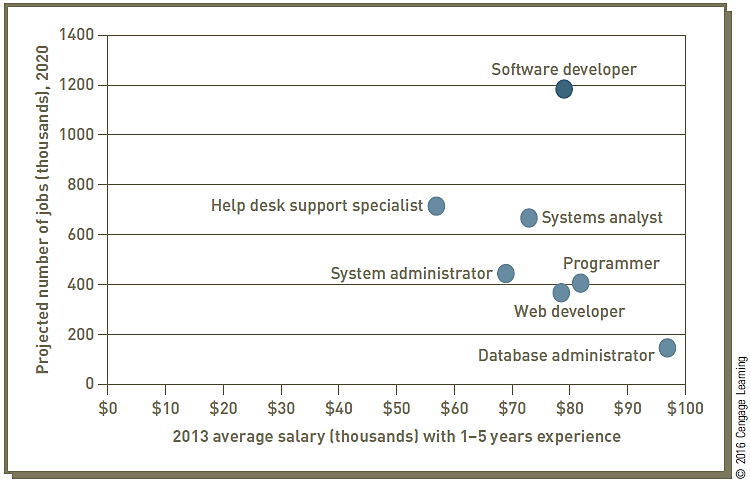 Projected number of jobs (thousands), 2020
1400
1200
1000
800
600
400
200
0
Software developer
Help desk support specialist
Systems analyst
System administrator
Programmer
Web developer
Database administrator
$0 $10 $20 $30 $40 $50 $60 $70 $80 $90 $100
2013 average salary (thousands) with 1–5 years experience
© 2016 Cengage Learning